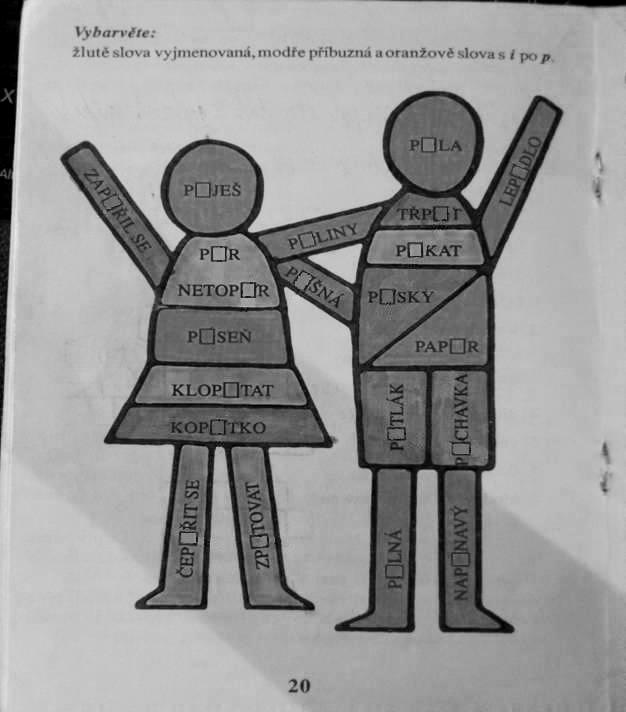 Vybarvěte:
žlutě slova vyjmenovaná, modře příbuzná a oranžově slova s i po p.
ZAP□ŘIL SE
P□JEŠ
P□R
NETOP□R
P□SEŇ
KLOP□TAT
KOP□TKO
ČEP□ŘIT SE
ZP□TOVAT
P□LINY
P□ŠNÁ
P□LA
LEP□DLO
TŘP□T
P□KAT
P□SKY
PAP□R
P□TLÁK
P□CHAVKA
P□LNÁ
NAP□NAVÝ
20